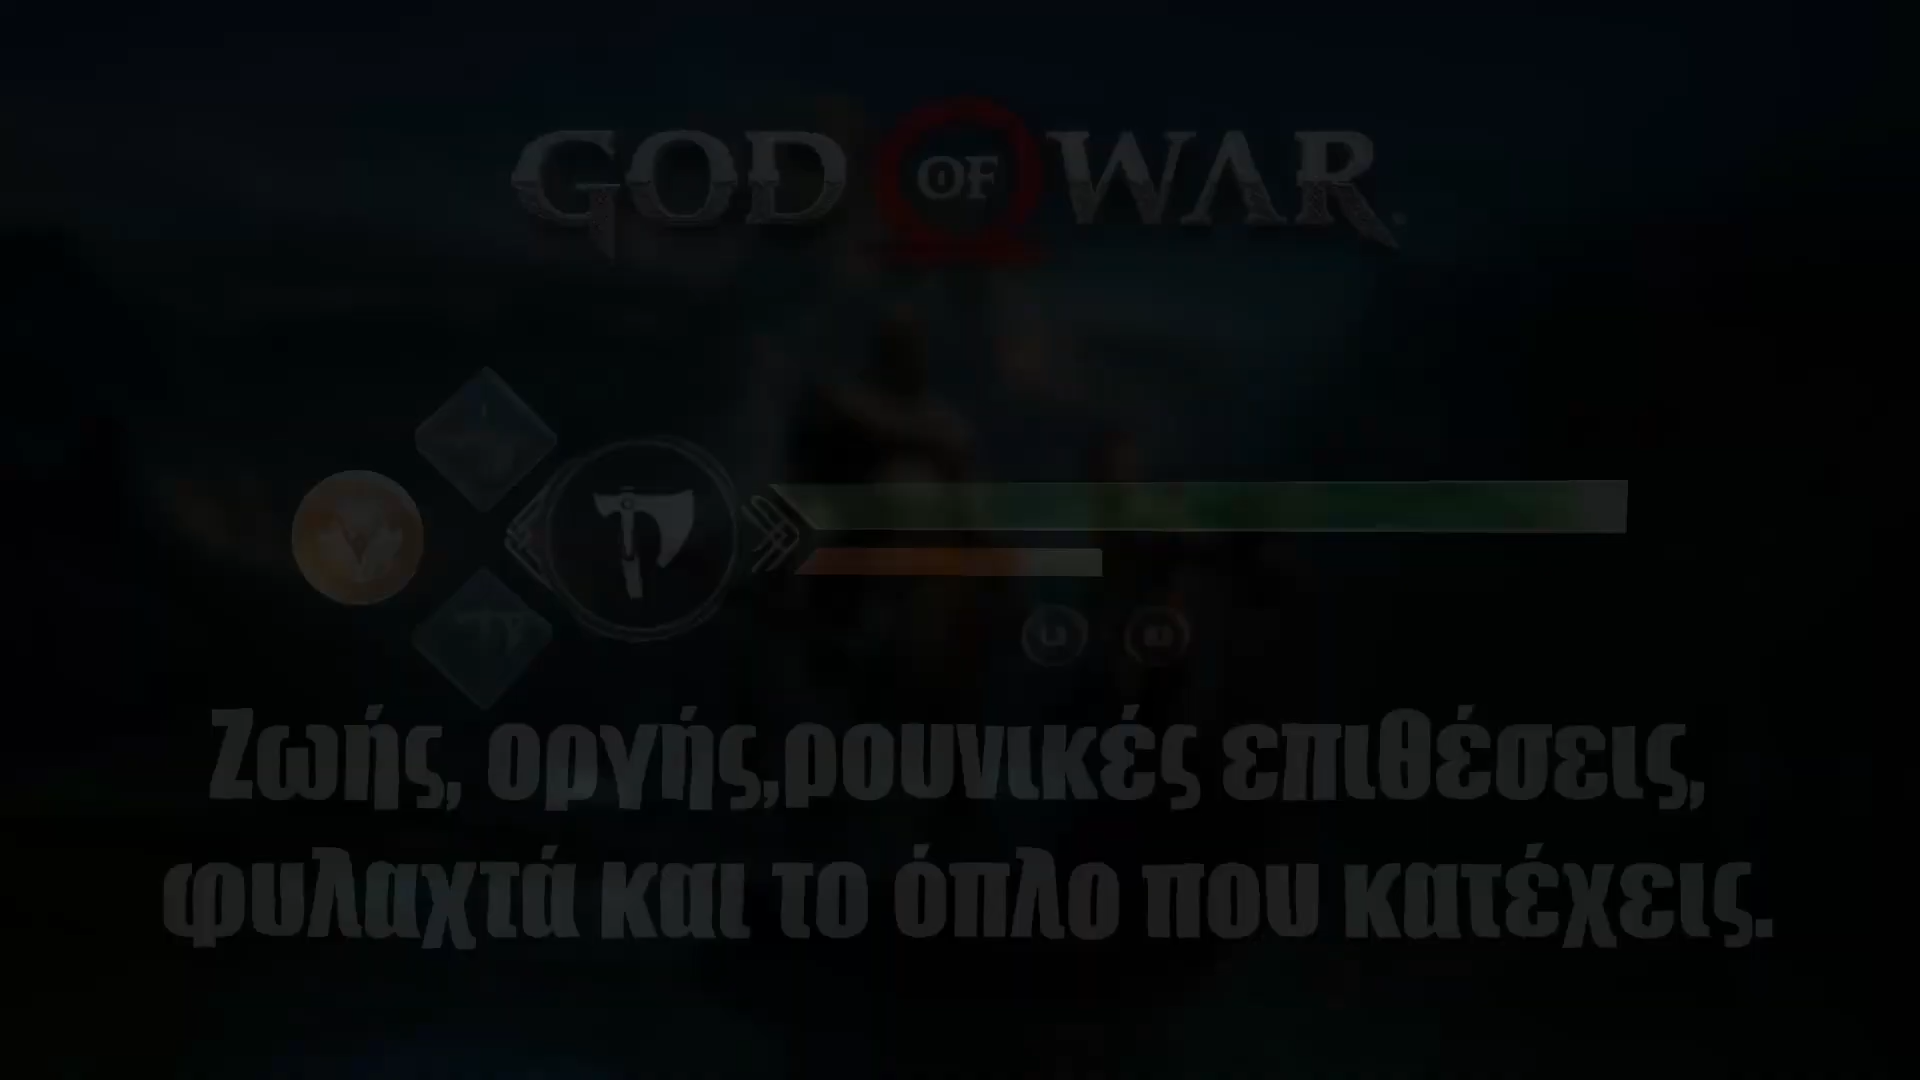 GOD OF WAR
Ζωής, οργής,ρουνικές επιθέσεις,
φυλαχτά και το όπλο που κατέχεις.